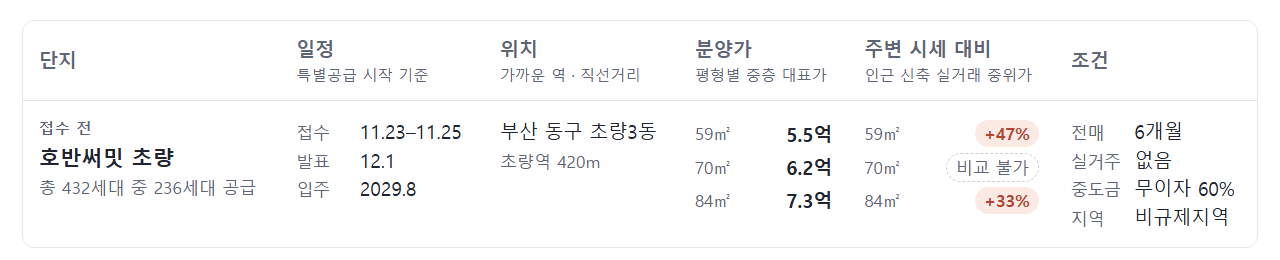 단지
일정
특별공급 시작 기준
위치
가까운 역 · 직선거리
분양가
평형별 중층 대표가
주변 시세 대비
인근 신축 실거래 중위가
조건
접수 전
호반써밋 초량
총 432세대 중 236세대 공급
접수 11.23–11.25
발표 12.1
입주 2029.8
부산 동구 초량3동
초량역 420m
59㎡ 5.5억
70㎡ 6.2억
84㎡ 7.3억
59㎡ +47%
70㎡ 비교 불가
84㎡ +33%
전매 6개월
실거주 없음
중도금 무이자 60%
지역 비규제지역